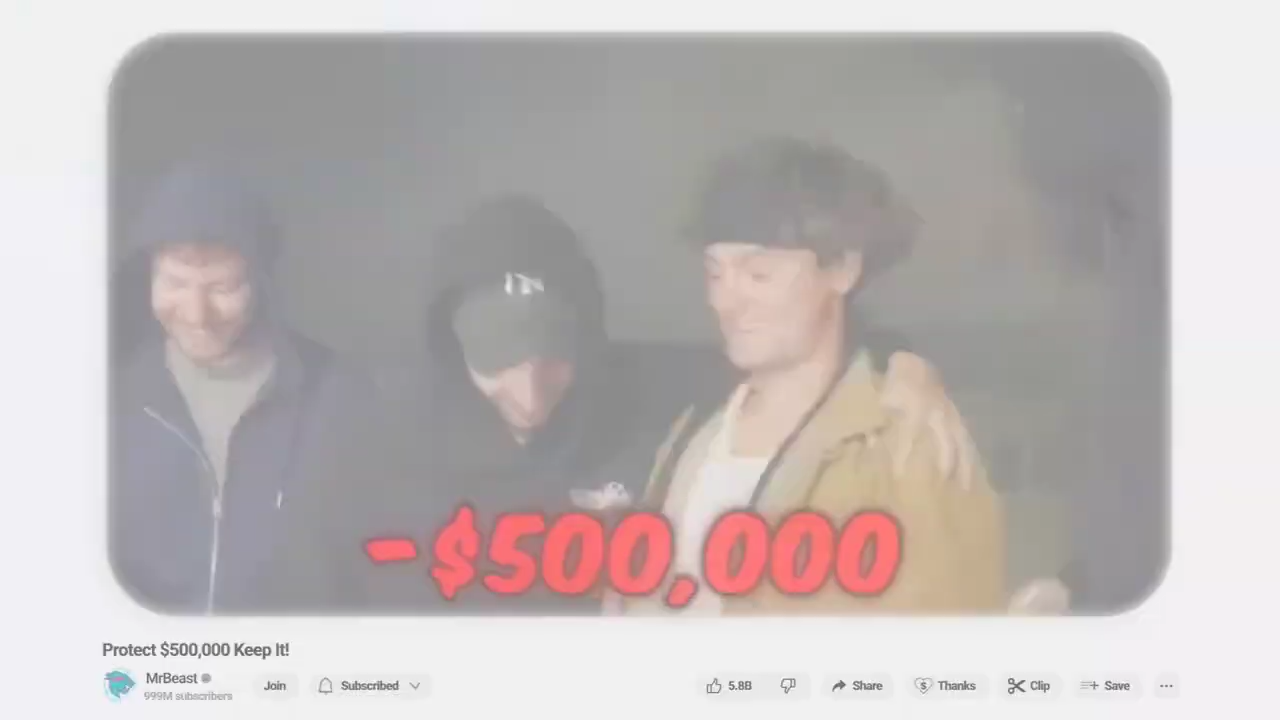 -$500,000
Protect $500,000 Keep It!
MrBeast
999M subscribers
Join
Subscribed
5.8B
Share
Thanks
Clip
Save